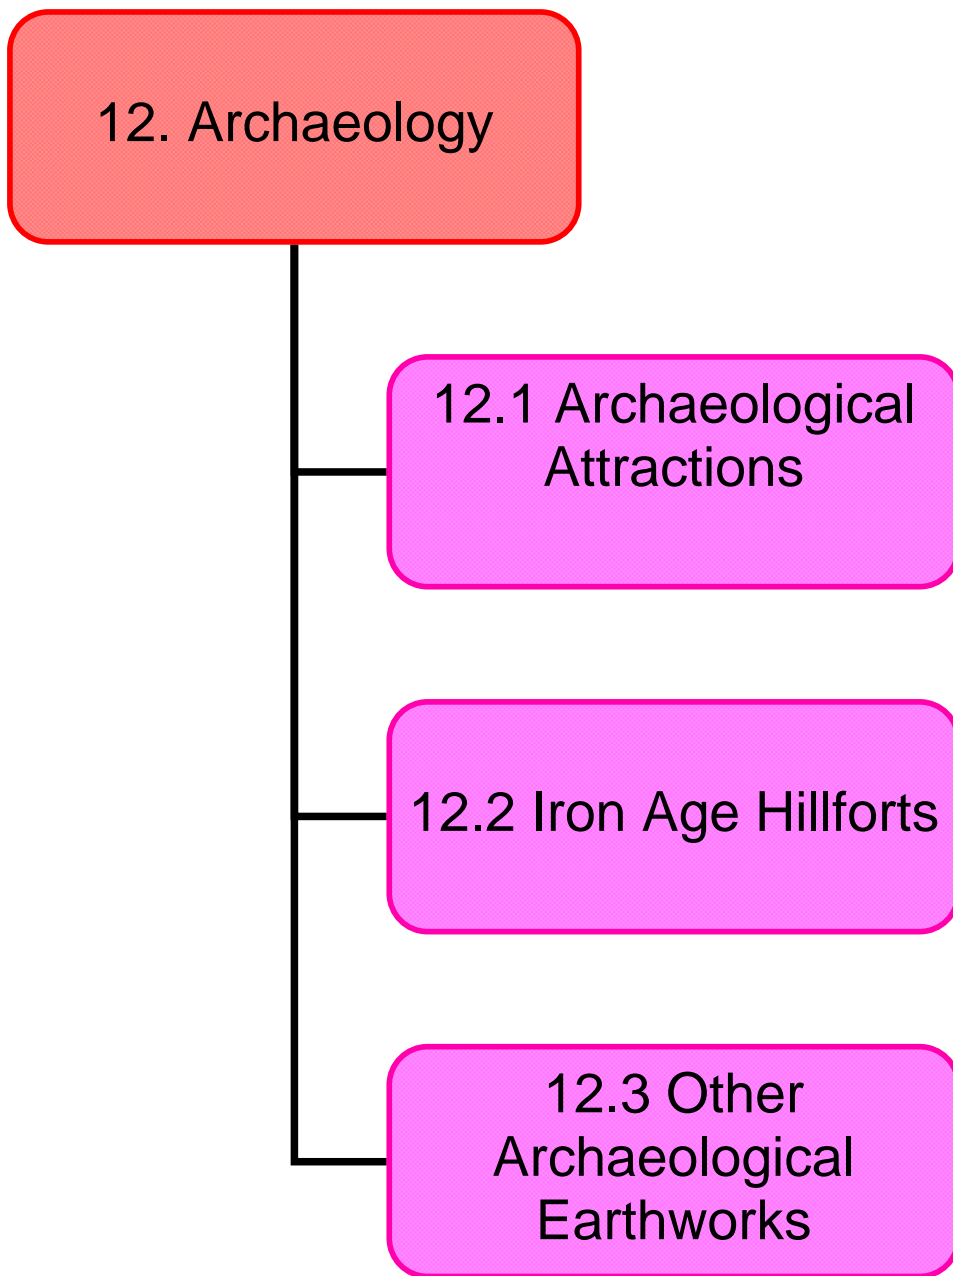 12. Archaeology
12.1 Archaeological
Attractions
12.2 Iron Age Hillforts
12.3 Other
Archaeological
Earthworks